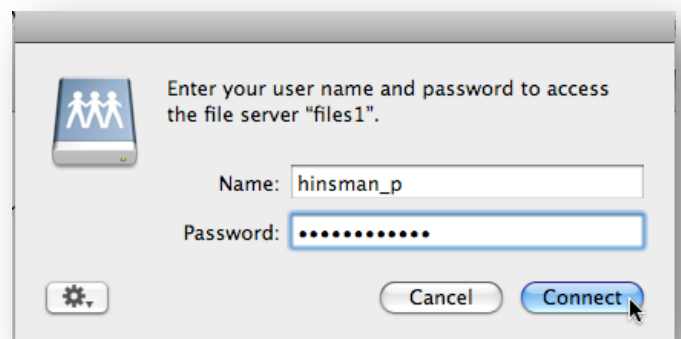 Enter your user name and password to access
the file server “files1”.
Name: hinsman_p
Password: ••••••••••••
Cancel Connect